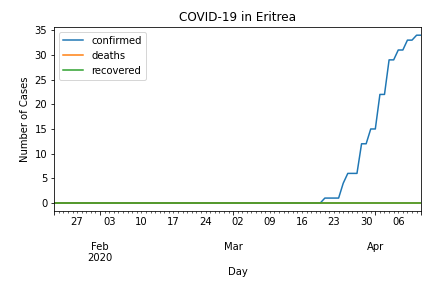 COVID-19 in Eritrea
confirmed
deaths
recovered
Number of Cases
35
30
25
20
15
10
5
0
27 03 10 17 24 02 09 16 23 30 06
Feb Mar Apr
2020
Day